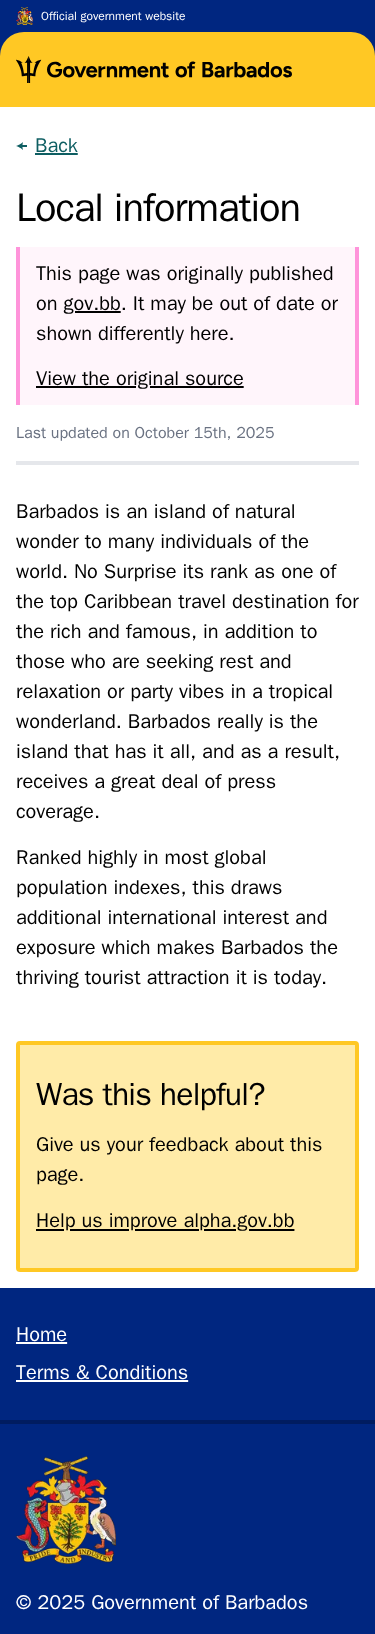 Official government website
Government of Barbados
← Back
Local information
This page was originally published
on gov.bb. It may be out of date or
shown differently here.
View the original source
Last updated on October 15th, 2025
Barbados is an island of natural
wonder to many individuals of the
world. No Surprise its rank as one of
the top Caribbean travel destination for
the rich and famous, in addition to
those who are seeking rest and
relaxation or party vibes in a tropical
wonderland. Barbados really is the
island that has it all, and as a result,
receives a great deal of press
coverage.
Ranked highly in most global
population indexes, this draws
additional international interest and
exposure which makes Barbados the
thriving tourist attraction it is today.
Was this helpful?
Give us your feedback about this
page.
Help us improve alpha.gov.bb
Home
Terms & Conditions
PRIDE AND INDUSTRY
© 2025 Government of Barbados